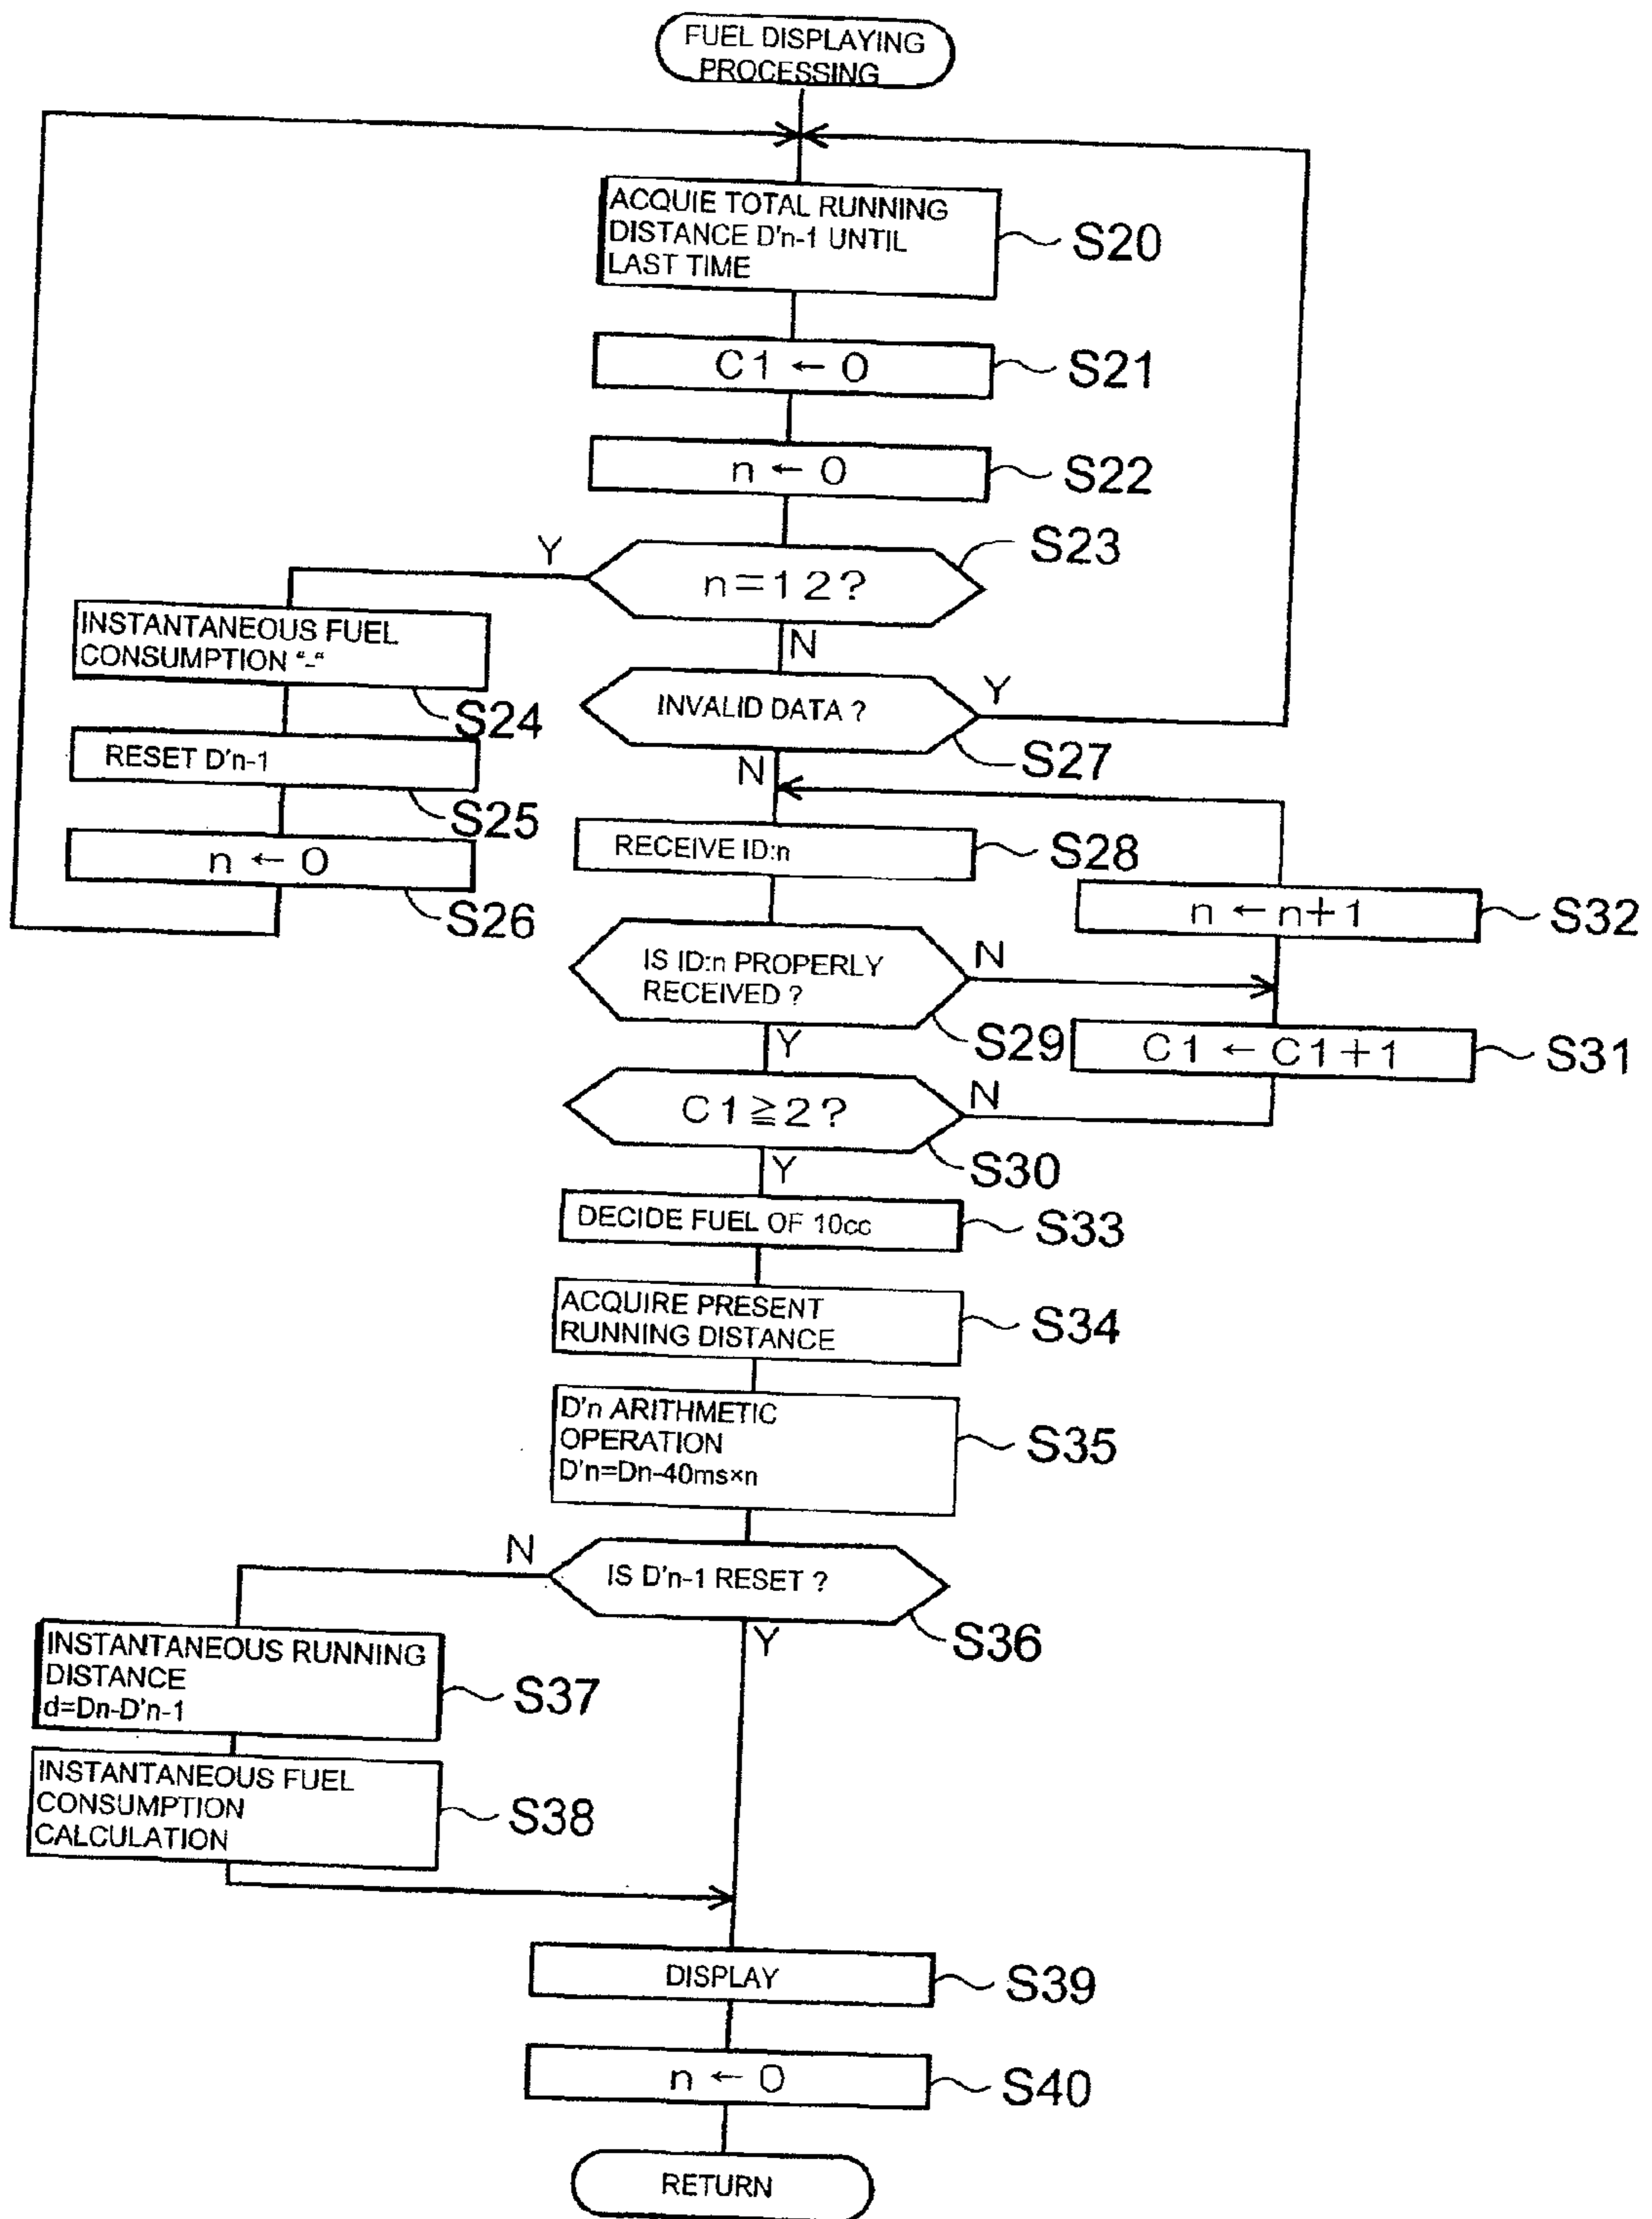 FUEL DISPLAYING
PROCESSING
ACQUIE TOTAL RUNNING
DISTANCE D'n-1 UNTIL
LAST TIME
S20
C1 ← 0
S21
n ← 0
S22
n=12?
S23
Y
N
INSTANTANEOUS FUEL
CONSUMPTION "-"
S24
RESET D'n-1
S25
n ← 0
S26
INVALID DATA ?
Y
S27
N
RECEIVE ID:n
S28
IS ID:n PROPERLY
RECEIVED ?
N
S29
Y
n ← n+1
S32
C1 ← C1+1
S31
C1≧2?
N
S30
Y
DECIDE FUEL OF 10cc
S33
ACQUIRE PRESENT
RUNNING DISTANCE
S34
D'n ARITHMETIC
OPERATION
D'n=Dn-40ms×n
S35
IS D'n-1 RESET ?
N
S36
Y
INSTANTANEOUS RUNNING
DISTANCE
d=Dn-D'n-1
S37
INSTANTANEOUS FUEL
CONSUMPTION
CALCULATION
S38
DISPLAY
S39
n ← 0
S40
RETURN